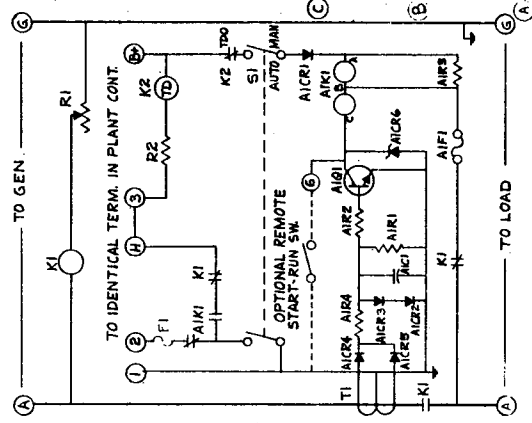 TO GEN.
G
A
R1
K1
TO IDENTICAL TERM. IN PLANT CONT.
B+
3
H
2
1
K2
TD
R2
F1
A1K1
K1
K2
TDO
S1
AUTO
MAN
OPTIONAL REMOTE
START-RUN SW.
6
A1CR1
A1K1
A
B
C
A1Q1
A1CR6
A1R3
A1F1
A1R2
A1R1
A1C1
A1R4
A1CR3
A1CR2
A1CR4
A1CR5
T1
K1
K1
G
A
TO LOAD
C
B
A